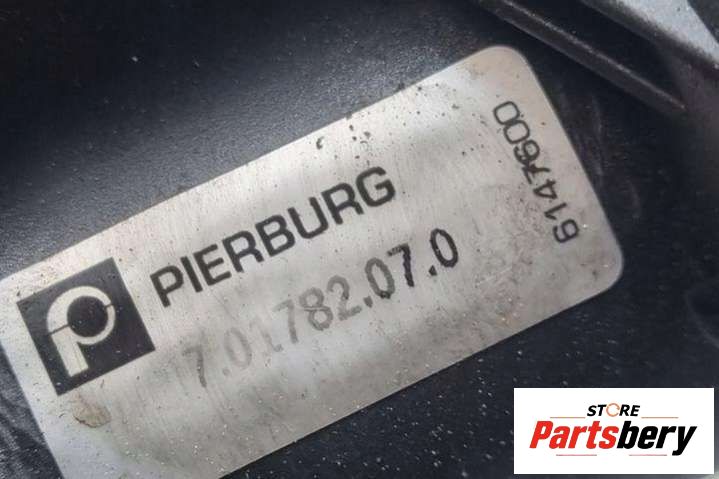 PIERBURG
7.01782.07.0
6147600
STORE
Partsbery